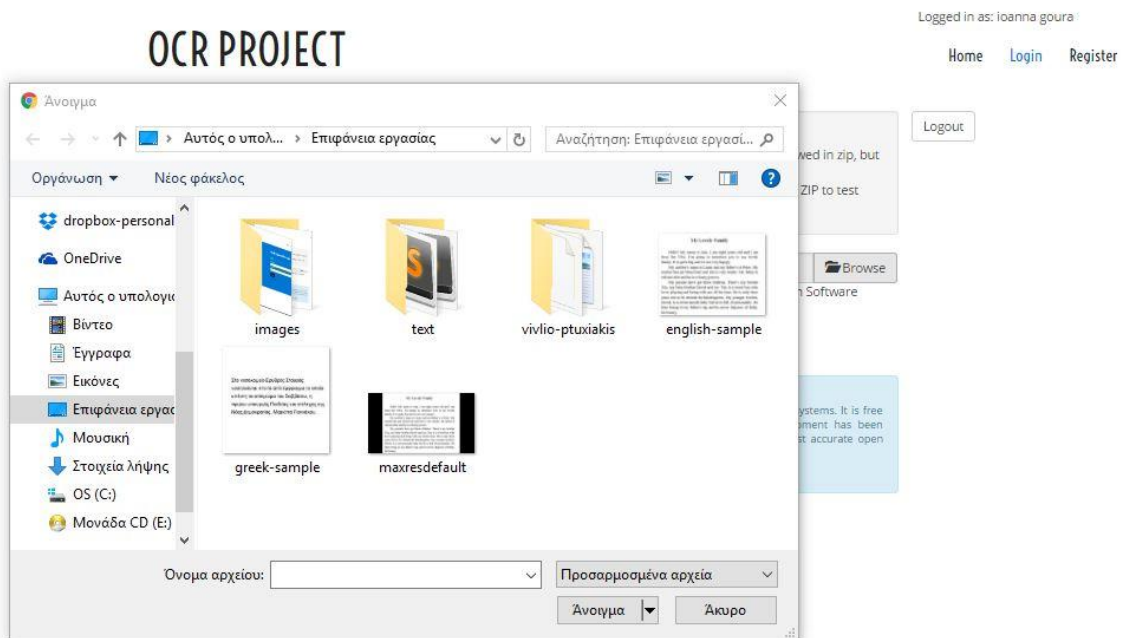 Logged in as: ioanna goura
OCR PROJECT
Home Login Register
Άνοιγμα
Αυτός ο υπολ... > Επιφάνεια εργασίας
Αναζήτηση: Επιφάνεια εργασί...
Οργάνωση
Νέος φάκελος
dropbox-personal
OneDrive
Αυτός ο υπολογισ
Βίντεο
Έγγραφα
Εικόνες
Επιφάνεια εργασ
Μουσική
Στοιχεία λήψης
OS (C:)
Μονάδα CD (E:)
images
text
vivlio-ptuxiakis
My Lovely Family
english-sample
greek-sample
maxresdefault
Όνομα αρχείου:
Προσαρμοσμένα αρχεία
Άνοιγμα
Άκυρο
Logout
wed in zip, but
ZIP to test
Browse
n Software
ystems. It is free
pment has been
st accurate open